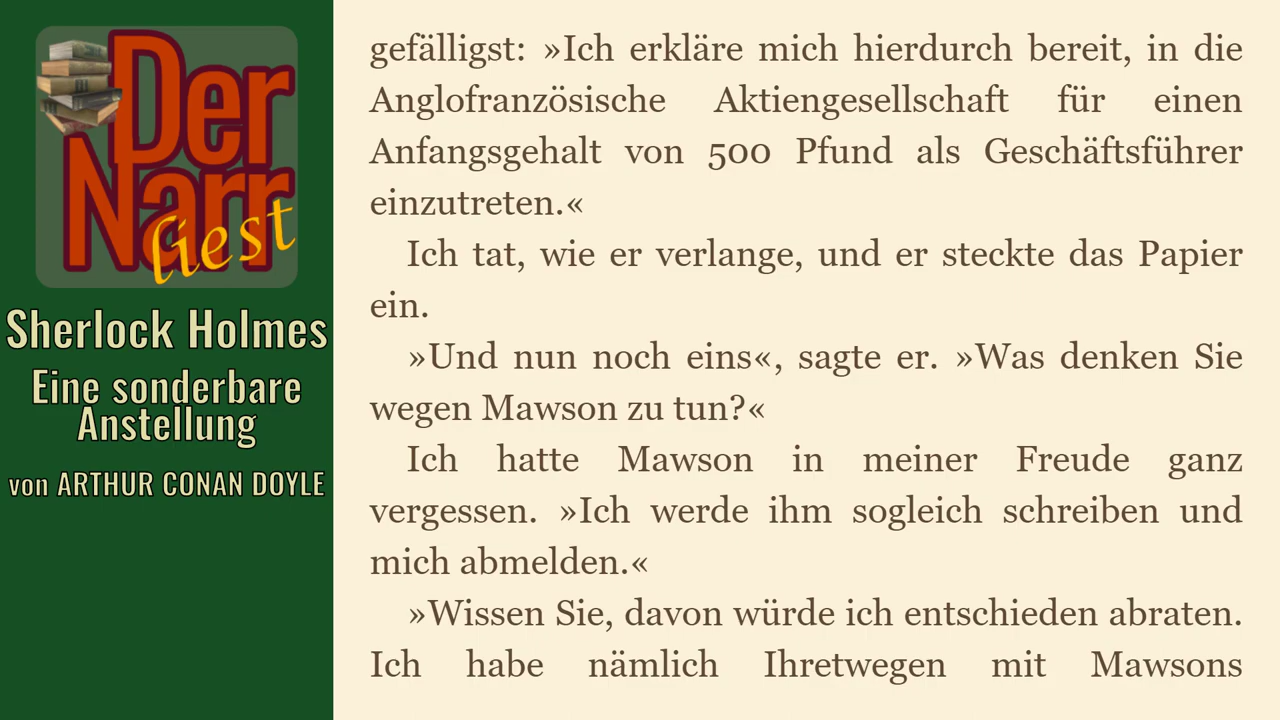 Der
Narr
liest
Sherlock Holmes
Eine sonderbare
Anstellung
von ARTHUR CONAN DOYLE
gefälligst: »Ich erkläre mich hierdurch bereit, in die
Anglofranzösische Aktiengesellschaft für einen
Anfangsgehalt von 500 Pfund als Geschäftsführer
einzutreten.«
Ich tat, wie er verlange, und er steckte das Papier
ein.
»Und nun noch eins«, sagte er. »Was denken Sie
wegen Mawson zu tun?«
Ich hatte Mawson in meiner Freude ganz
vergessen. »Ich werde ihm sogleich schreiben und
mich abmelden.«
»Wissen Sie, davon würde ich entschieden abraten.
Ich habe nämlich Ihretwegen mit Mawsons